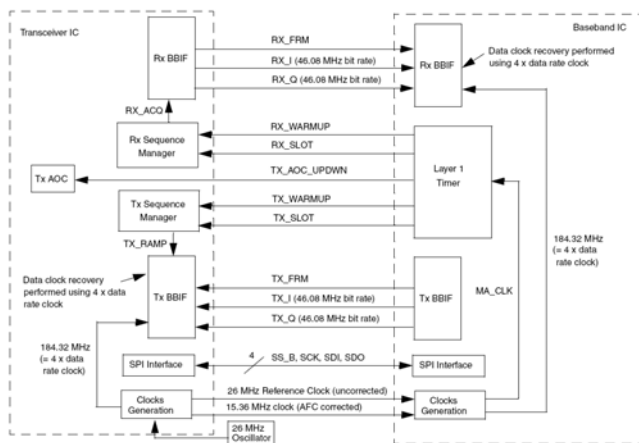 Transceiver IC
Baseband IC
Rx BBIF
RX_FRM
RX_I (46.08 MHz bit rate)
RX_Q (46.08 MHz bit rate)
Rx BBIF
Data clock recovery performed
using 4 x data rate clock
RX_ACQ
Rx Sequence
Manager
RX_WARMUP
RX_SLOT
Tx AOC
TX_AOC_UPDWN
Layer 1
Timer
Tx Sequence
Manager
TX_WARMUP
TX_SLOT
TX_RAMP
184.32 MHz
(= 4 x data
rate clock)
Data clock recovery
performed using 4 x data
rate clock
Tx BBIF
TX_FRM
TX_I (46.08 MHz bit rate)
TX_Q (46.08 MHz bit rate)
Tx BBIF
MA_CLK
184.32 MHz
(= 4 x data
rate clock)
SPI Interface
4
SS_B, SCK, SDI, SDO
SPI Interface
26 MHz Reference Clock (uncorrected)
Clocks
Generation
15.36 MHz clock (AFC corrected)
Clocks
Generation
26 MHz
Oscillator